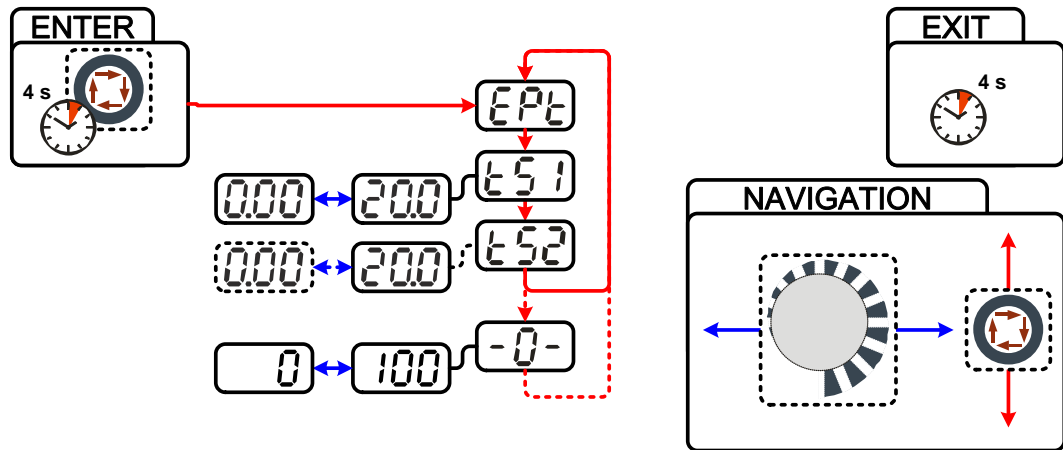 ENTER
4 s
EXIT
4 s
EPt
tS1
0.00
20.0
tS2
0.00
20.0
-0-
0
100
NAVIGATION